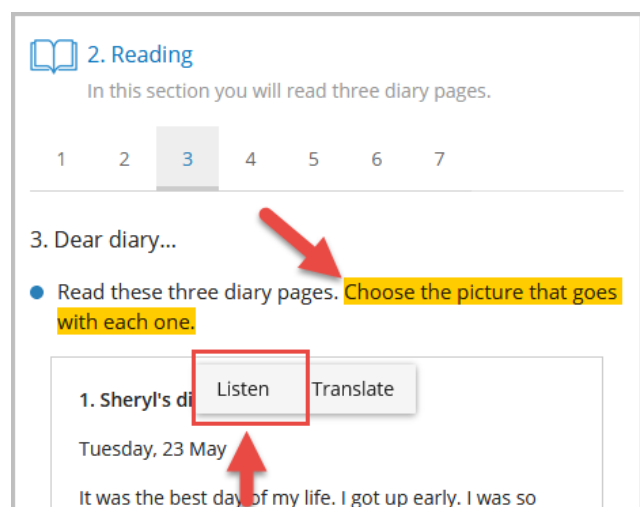 2. Reading
In this section you will read three diary pages.
1 2 3 4 5 6 7
3. Dear diary...
Read these three diary pages. Choose the picture that goes
with each one.
Listen Translate
1. Sheryl's di
Tuesday, 23 May
It was the best day of my life. I got up early. I was so